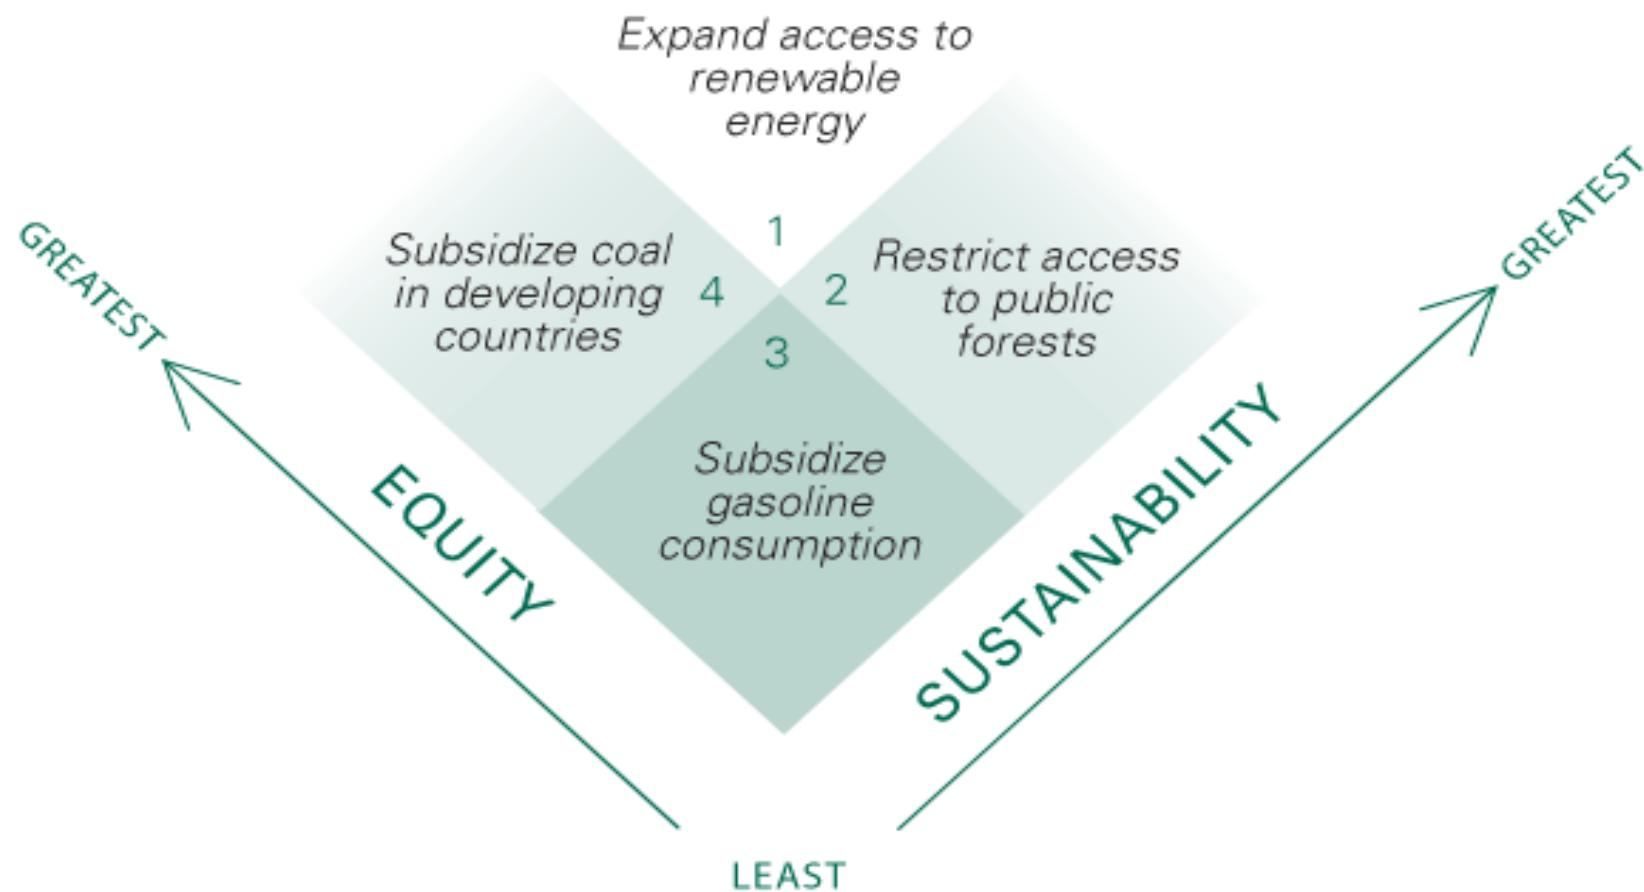 Expand access to
renewable
energy
1
GREATEST
Subsidize coal
in developing
countries
4
2
Restrict access
to public
forests
GREATEST
3
Subsidize
gasoline
consumption
EQUITY
SUSTAINABILITY
LEAST